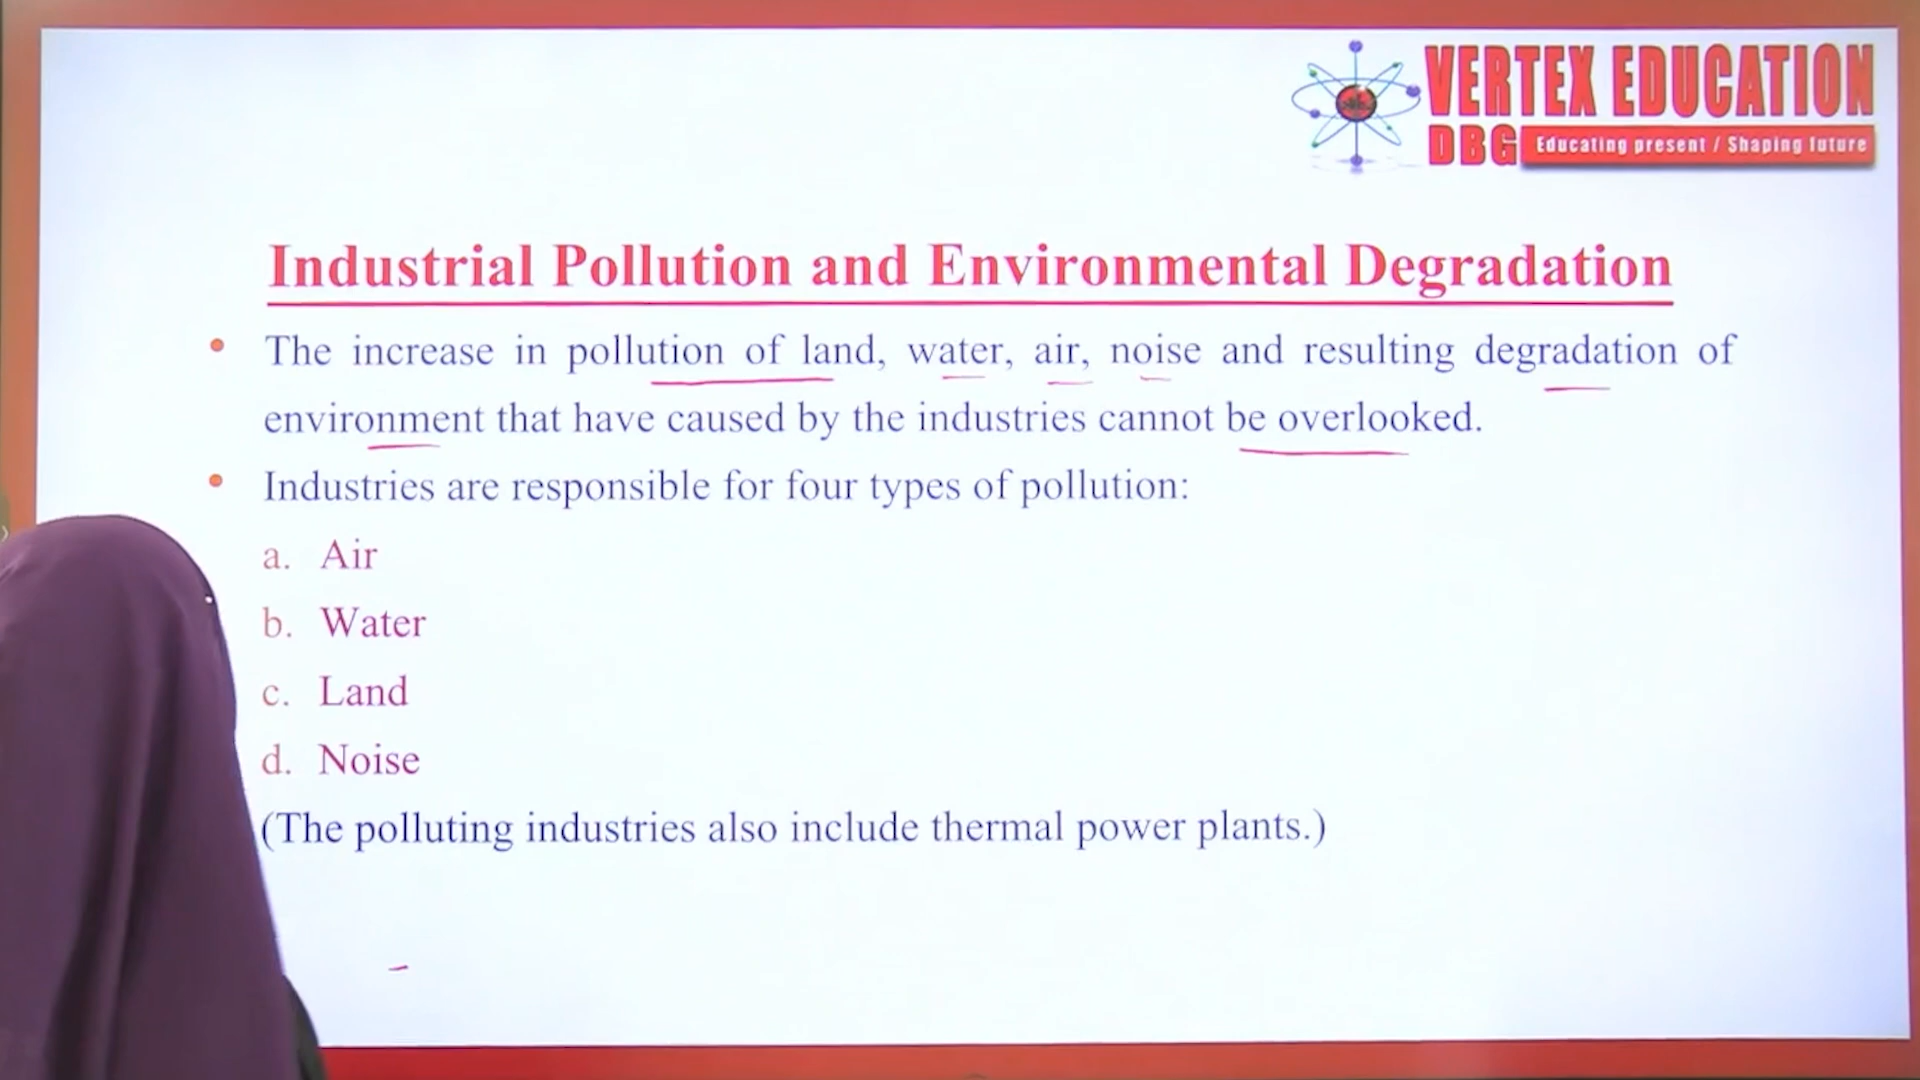 VERTEX EDUCATION
DBG Educating present / Shaping future
Industrial Pollution and Environmental Degradation
• The increase in pollution of land, water, air, noise and resulting degradation of
environment that have caused by the industries cannot be overlooked.
• Industries are responsible for four types of pollution:
a. Air
b. Water
c. Land
d. Noise
(The polluting industries also include thermal power plants.)